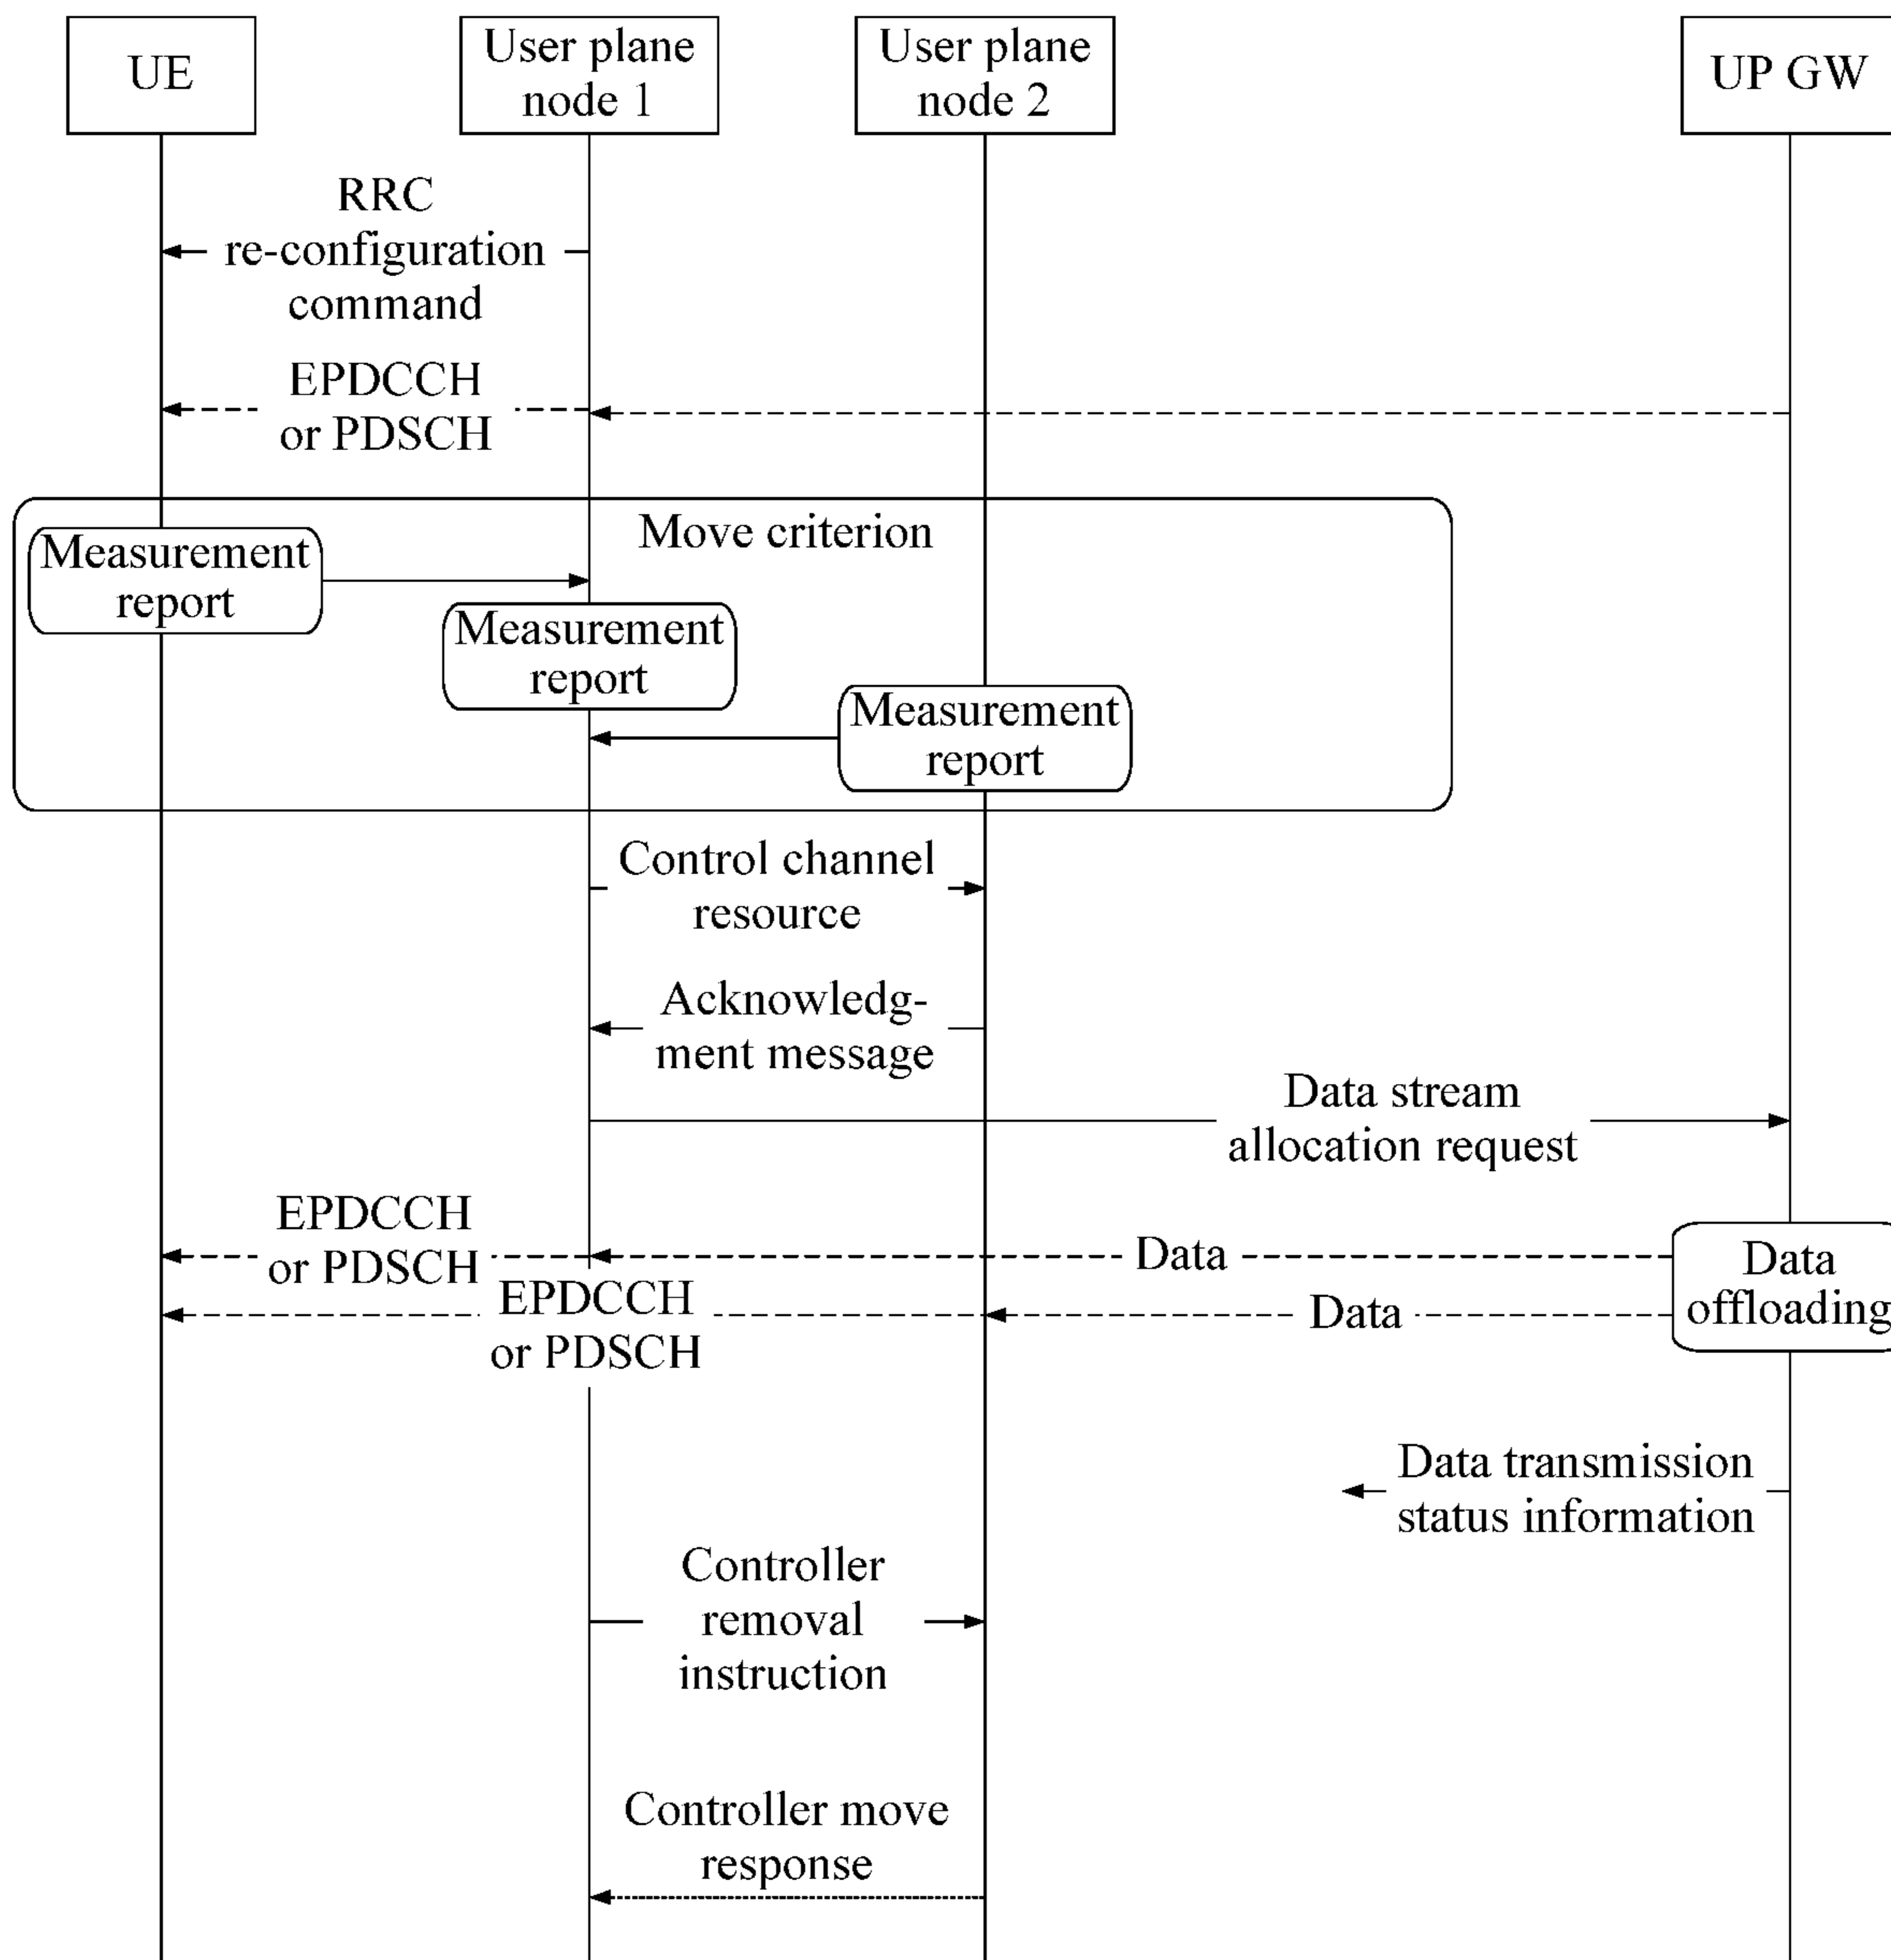 UE
User plane
node 1
User plane
node 2
UP GW
RRC
re-configuration
command
EPDCCH
or PDSCH
Move criterion
Measurement
report
Measurement
report
Measurement
report
Control channel
resource
Acknowledg-
ment message
Data stream
allocation request
EPDCCH
or PDSCH
Data
Data
offloading
EPDCCH
or PDSCH
Data
Data transmission
status information
Controller
removal
instruction
Controller move
response